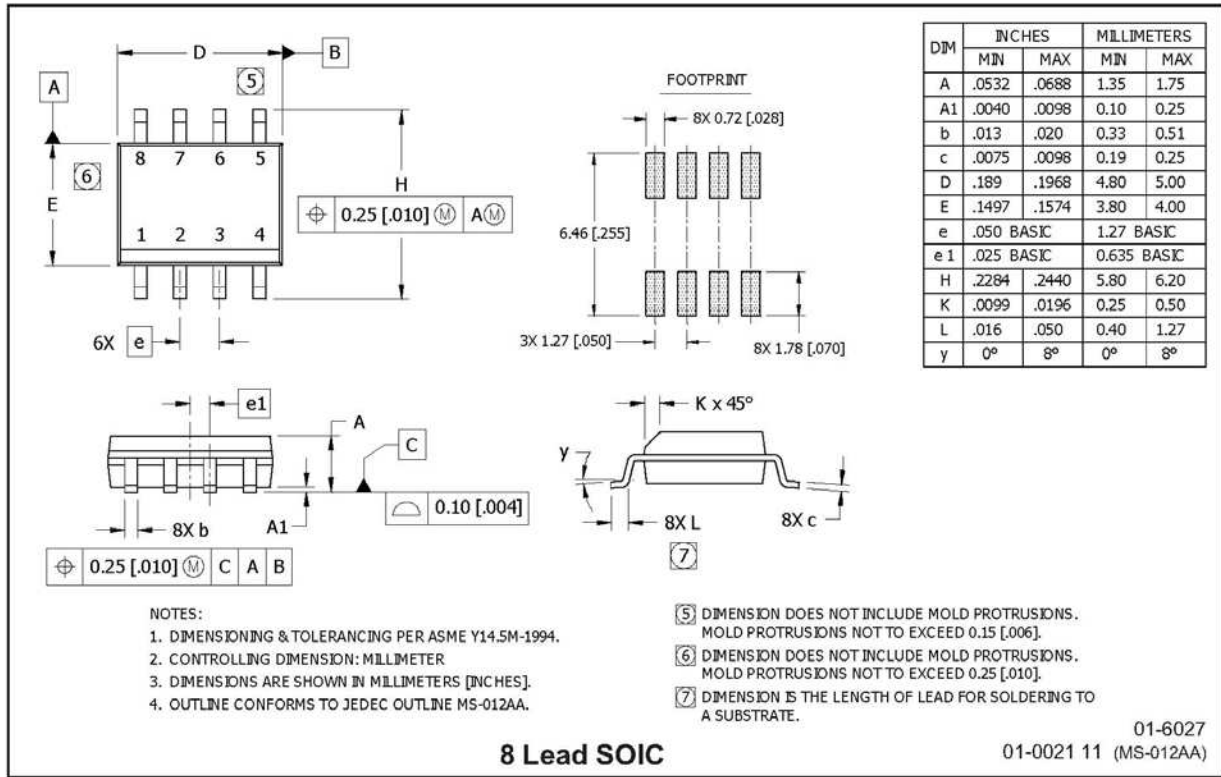 D
B
5
A
8 7 6 5
6
E
H
⌖ 0.25 [.010] Ⓜ A Ⓜ
1 2 3 4
6X e
FOOTPRINT
8X 0.72 [.028]
6.46 [.255]
3X 1.27 [.050]
8X 1.78 [.070]
DIM INCHES MILLIMETERS
MIN MAX MIN MAX
A .0532 .0688 1.35 1.75
A1 .0040 .0098 0.10 0.25
b .013 .020 0.33 0.51
c .0075 .0098 0.19 0.25
D .189 .1968 4.80 5.00
E .1497 .1574 3.80 4.00
e .050 BASIC 1.27 BASIC
e 1 .025 BASIC 0.635 BASIC
H .2284 .2440 5.80 6.20
K .0099 .0196 0.25 0.50
L .016 .050 0.40 1.27
y 0° 8° 0° 8°
e1
A
C
0.10 [.004]
8X b
A1
⌖ 0.25 [.010] Ⓜ C A B
K x 45°
y
8X L
8X c
7
NOTES:
1. DIMENSIONING & TOLERANCING PER ASME Y14.5M-1994.
2. CONTROLLING DIMENSION: MILLIMETER
3. DIMENSIONS ARE SHOWN IN MILLIMETERS [INCHES].
4. OUTLINE CONFORMS TO JEDEC OUTLINE MS-012AA.
5 DIMENSION DOES NOT INCLUDE MOLD PROTRUSIONS.
MOLD PROTRUSIONS NOT TO EXCEED 0.15 [.006].
6 DIMENSION DOES NOT INCLUDE MOLD PROTRUSIONS.
MOLD PROTRUSIONS NOT TO EXCEED 0.25 [.010].
7 DIMENSION IS THE LENGTH OF LEAD FOR SOLDERING TO
A SUBSTRATE.
8 Lead SOIC
01-6027
01-0021 11 (MS-012AA)